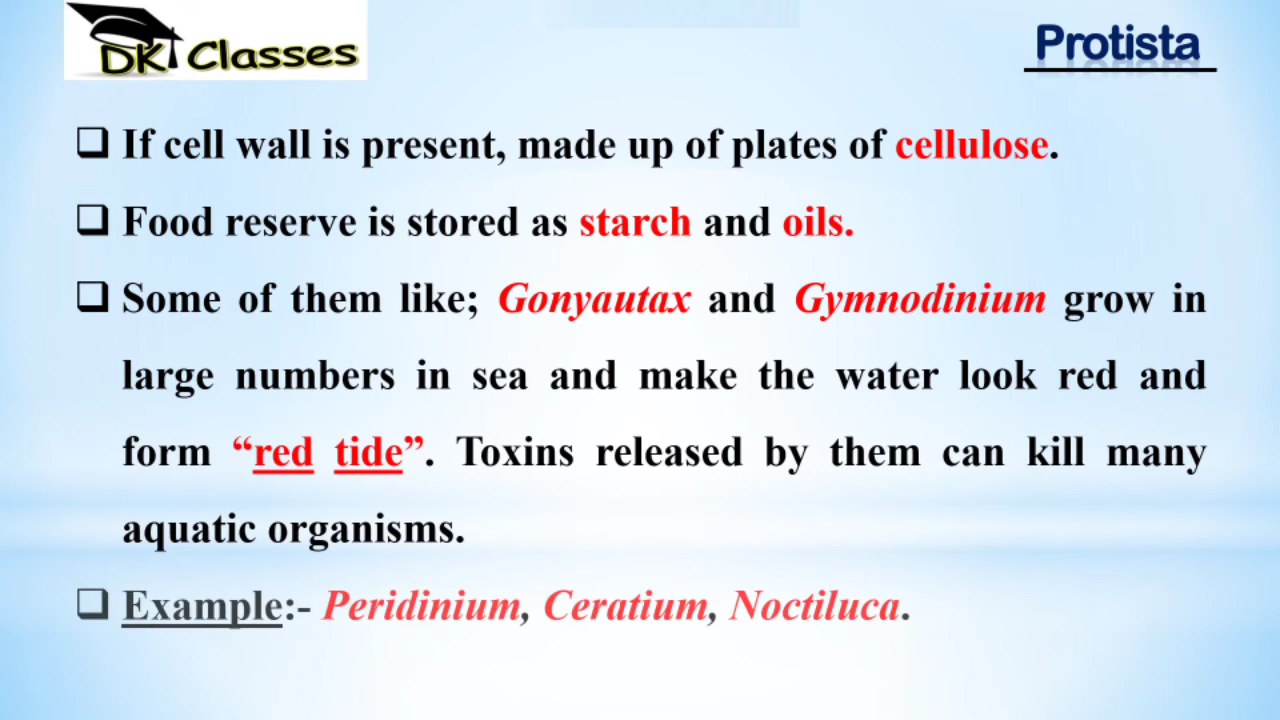 DK Classes
Protista
❑ If cell wall is present, made up of plates of cellulose.
❑ Food reserve is stored as starch and oils.
❑ Some of them like; Gonyautax and Gymnodinium grow in
large numbers in sea and make the water look red and
form “red tide”. Toxins released by them can kill many
aquatic organisms.
❑ Example:- Peridinium, Ceratium, Noctiluca.